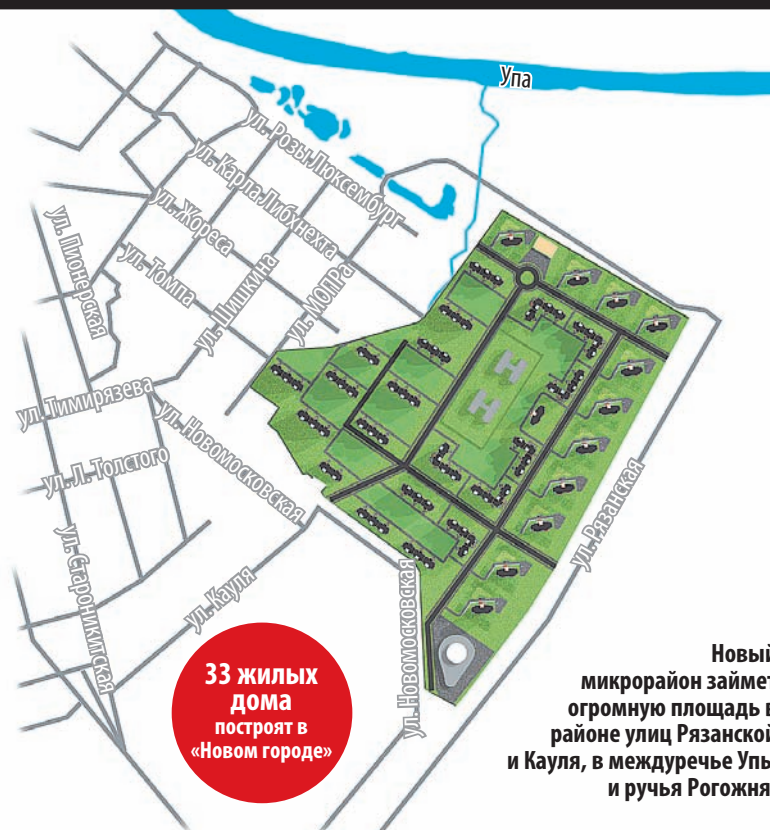 Упа
ул. Розы Люксембург
ул. Карла Либхнехта
ул. Жореса
ул. Томпа
ул. Пионерская
ул. Шишкина
ул. МОПРа
ул. Тимирязева
ул. Новомосковская
ул. Л. Толстого
ул. Староникитская
ул. Кауля
ул. Новомосковская
ул. Рязанская
33 жилых
дома
построят в
«Новом городе»
Новый
микрорайон займет
огромную площадь в
районе улиц Рязанской
и Кауля, в междуречье Упы
и ручья Рогожня